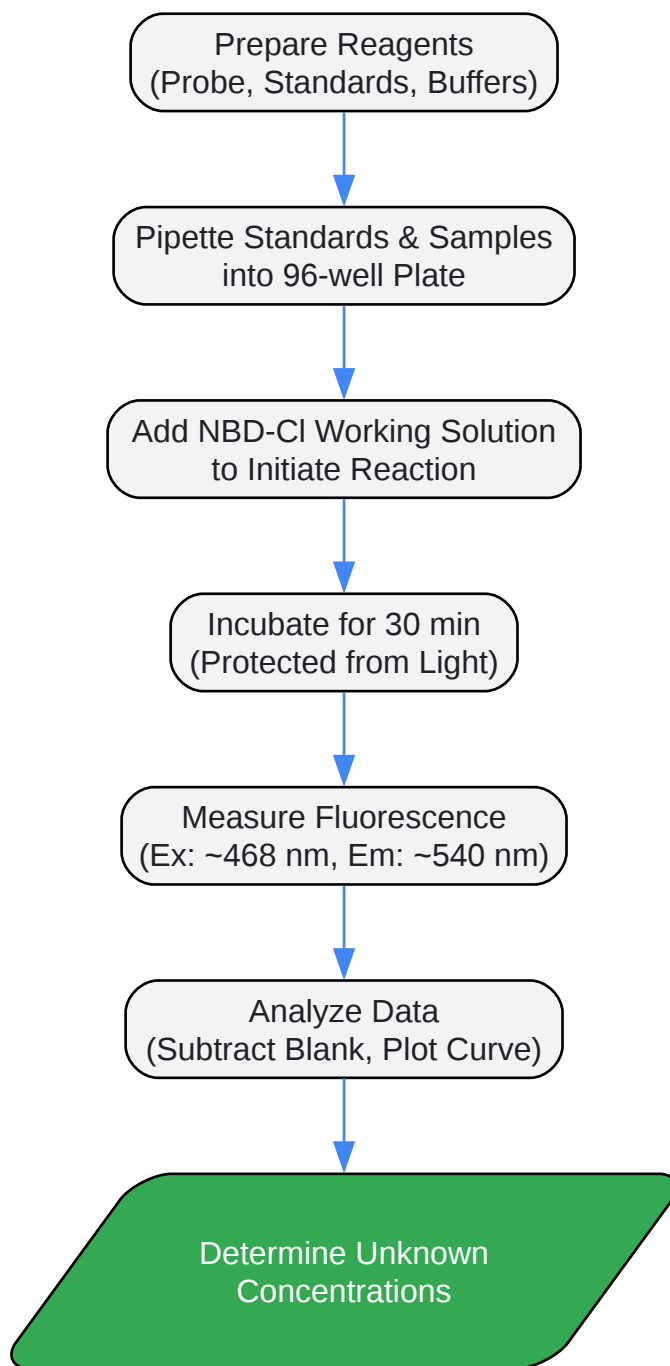 Prepare Reagents
(Probe, Standards, Buffers)
Pipette Standards & Samples
into 96-well Plate
Add NBD-Cl Working Solution
to Initiate Reaction
Incubate for 30 min
(Protected from Light)
Measure Fluorescence
(Ex: ~468 nm, Em: ~540 nm)
Analyze Data
(Subtract Blank, Plot Curve)
Determine Unknown
Concentrations